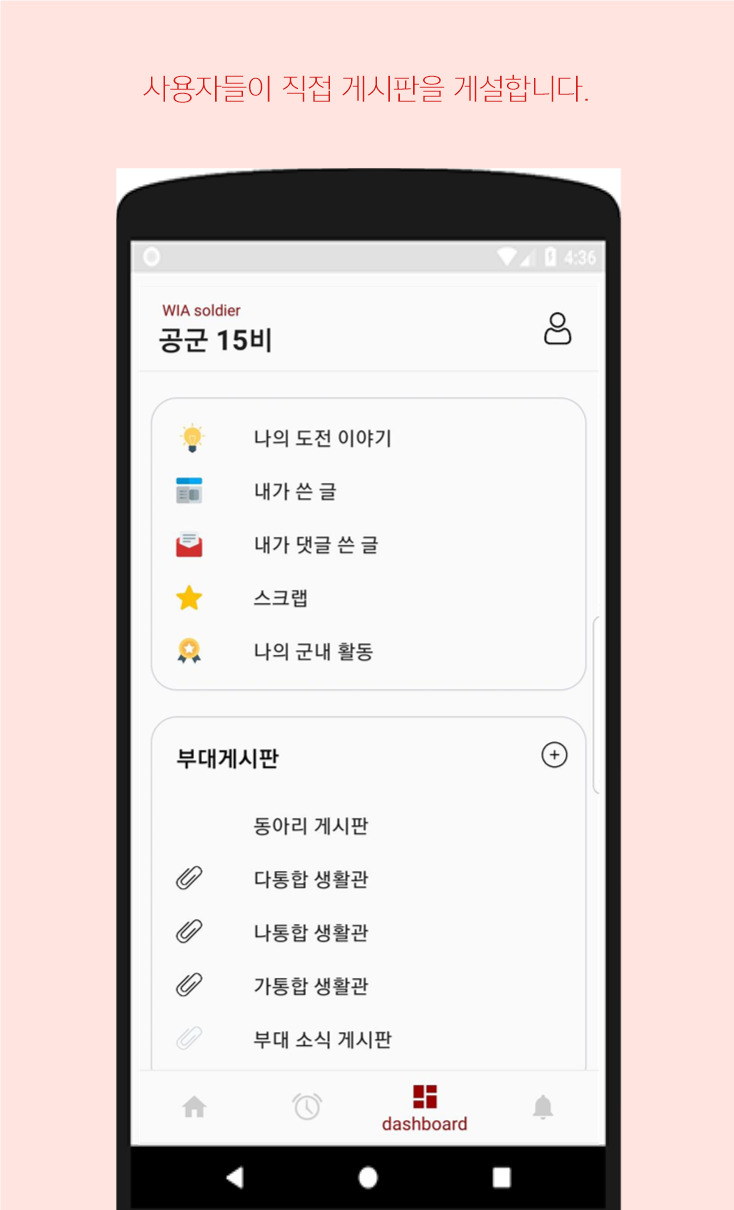 사용자들이 직접 게시판을 게설합니다.
4:36
WIA soldier
공군 15비
나의 도전 이야기
내가 쓴 글
내가 댓글 쓴 글
스크랩
나의 군내 활동
부대게시판
동아리 게시판
다통합 생활관
나통합 생활관
가통합 생활관
부대 소식 게시판
dashboard